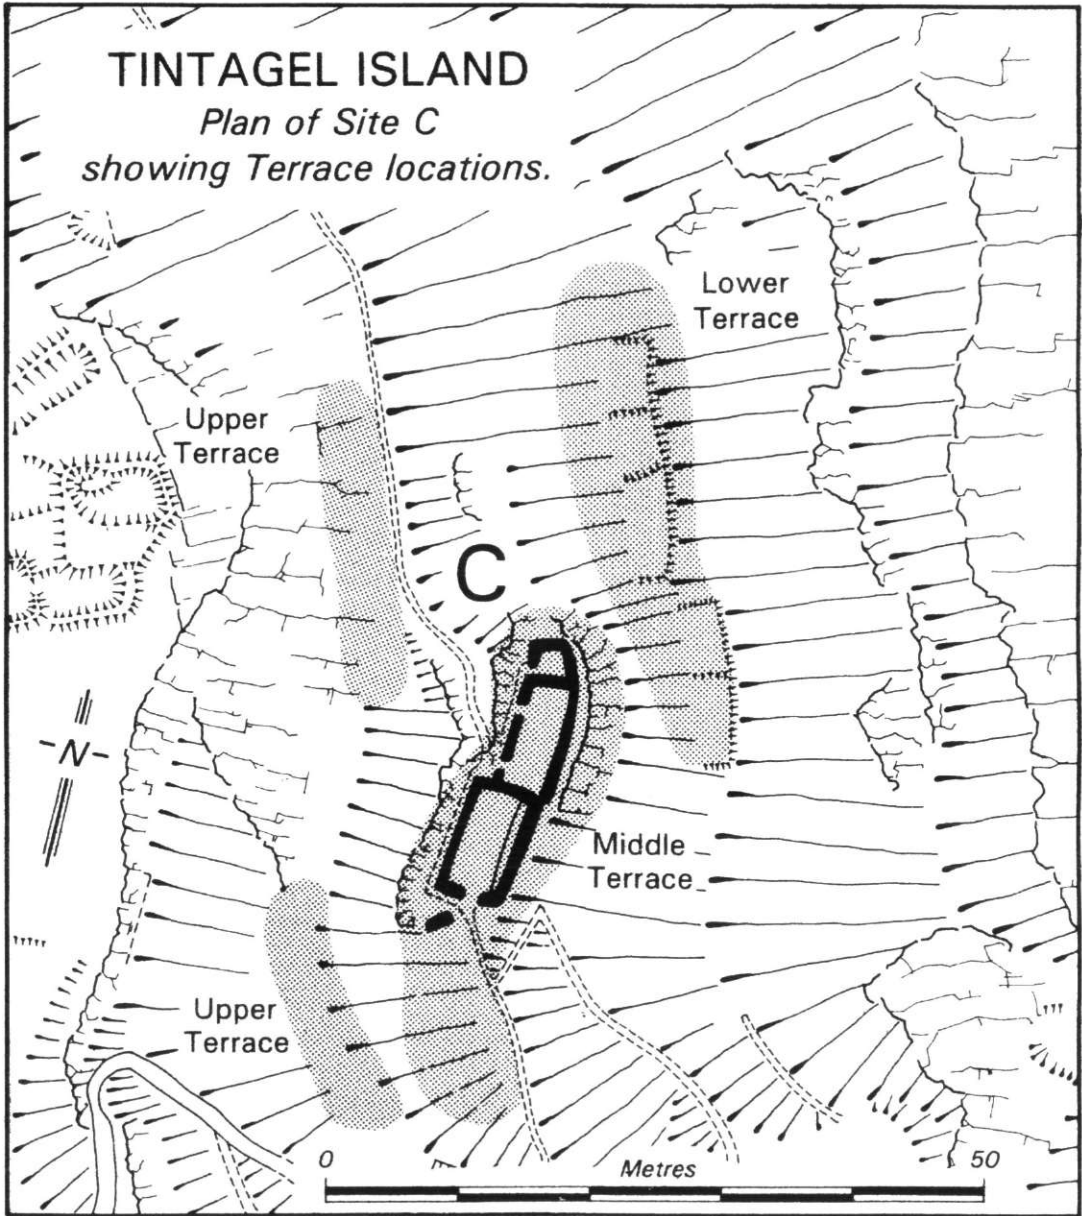 TINTAGEL ISLAND
Plan of Site C
showing Terrace locations.
Lower
Terrace
Upper
Terrace
C
-N-
Middle
Terrace
Upper
Terrace
0 Metres 50